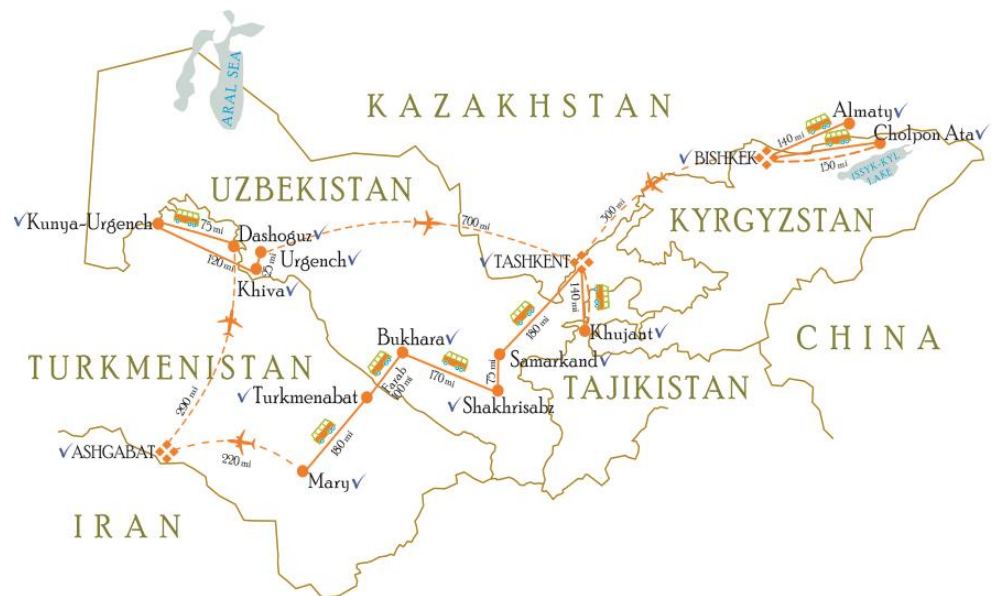 ARAL SEA
KAZAKHSTAN
Almaty✓
140 mi
Cholpon Ata✓
✓BISHKEK
150 mi
ISSYK-KYL
LAKE
UZBEKISTAN
300 mi
KYRGYZSTAN
✓Kunya-Urgench
75 mi
700 mi
Dashoguz✓
Urgench✓
120 mi
25 mi
✓TASHKENT
Khiva✓
140 mi
180 mi
Khujant✓
CHINA
Bukhara✓
Samarkand✓
TURKMENISTAN
170 mi
mi
TAJIKISTAN
Farab
100 mi
✓Turkmenabat
✓Shakhrisabz
290 mi
180 mi
✓ASHGABAT
220 mi
Mary✓
IRAN